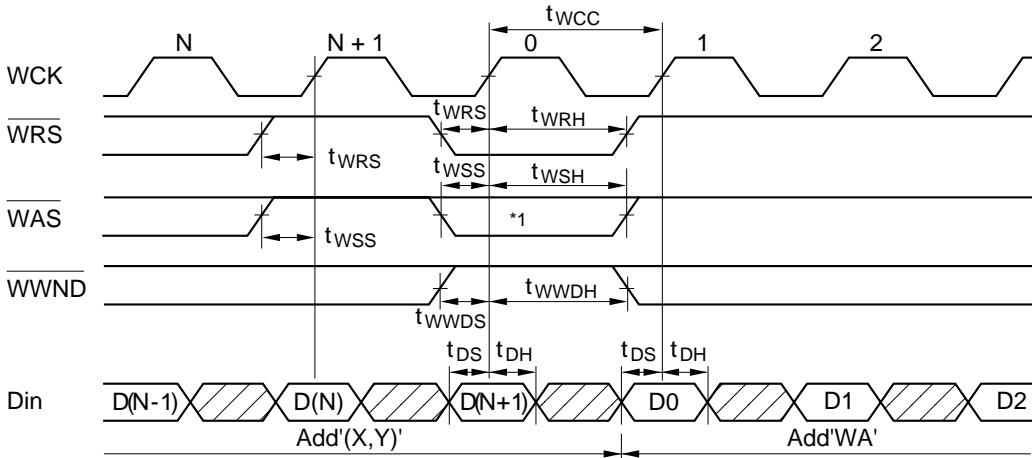 tWCC
N N + 1 0 1 2
WCK
tWRS tWRH
WRS
tWRS tWSS tWSH
WAS
*1
tWSS
WWND
tWWDH
tWWDS
tDS tDH tDS tDH
Din D(N-1) D(N) D(N+1) D0 D1 D2
Add'(X,Y)' Add'WA'